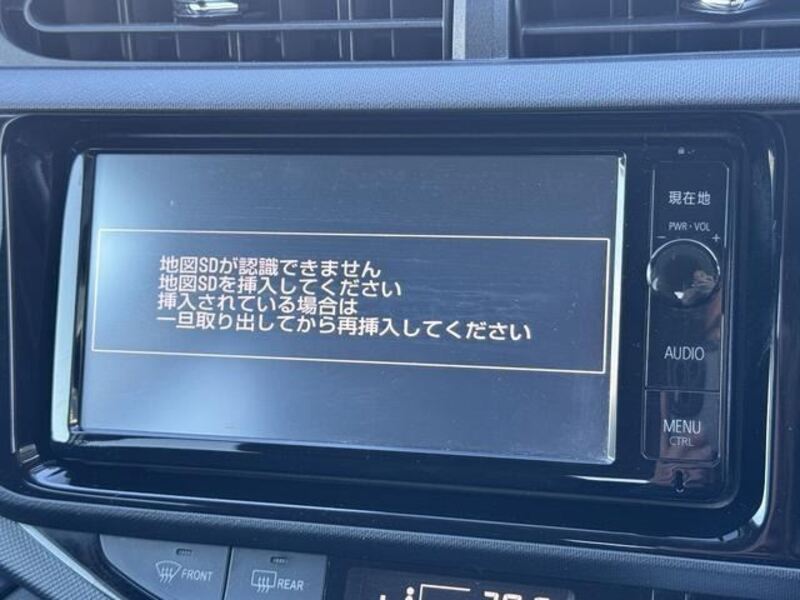 地図SDが認識できません
地図SDを挿入してください
挿入されている場合は
一旦取り出してから再挿入してください
現在地
PWR・VOL
− +
AUDIO
MENU
CTRL
FRONT
REAR